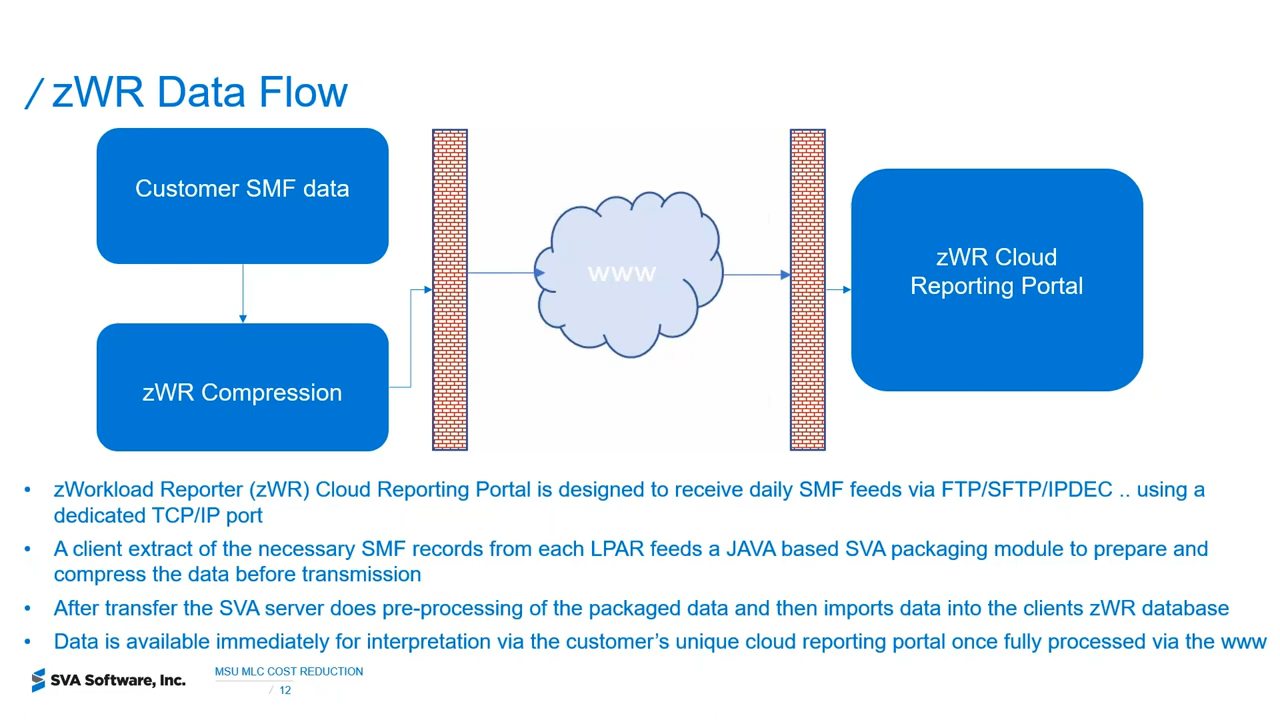 / zWR Data Flow
Customer SMF data
zWR Compression
www
zWR Cloud
Reporting Portal
• zWorkload Reporter (zWR) Cloud Reporting Portal is designed to receive daily SMF feeds via FTP/SFTP/IPDEC .. using a
dedicated TCP/IP port
• A client extract of the necessary SMF records from each LPAR feeds a JAVA based SVA packaging module to prepare and
compress the data before transmission
• After transfer the SVA server does pre-processing of the packaged data and then imports data into the clients zWR database
• Data is available immediately for interpretation via the customer’s unique cloud reporting portal once fully processed via the www
SVA Software, Inc.
MSU MLC COST REDUCTION
/ 12